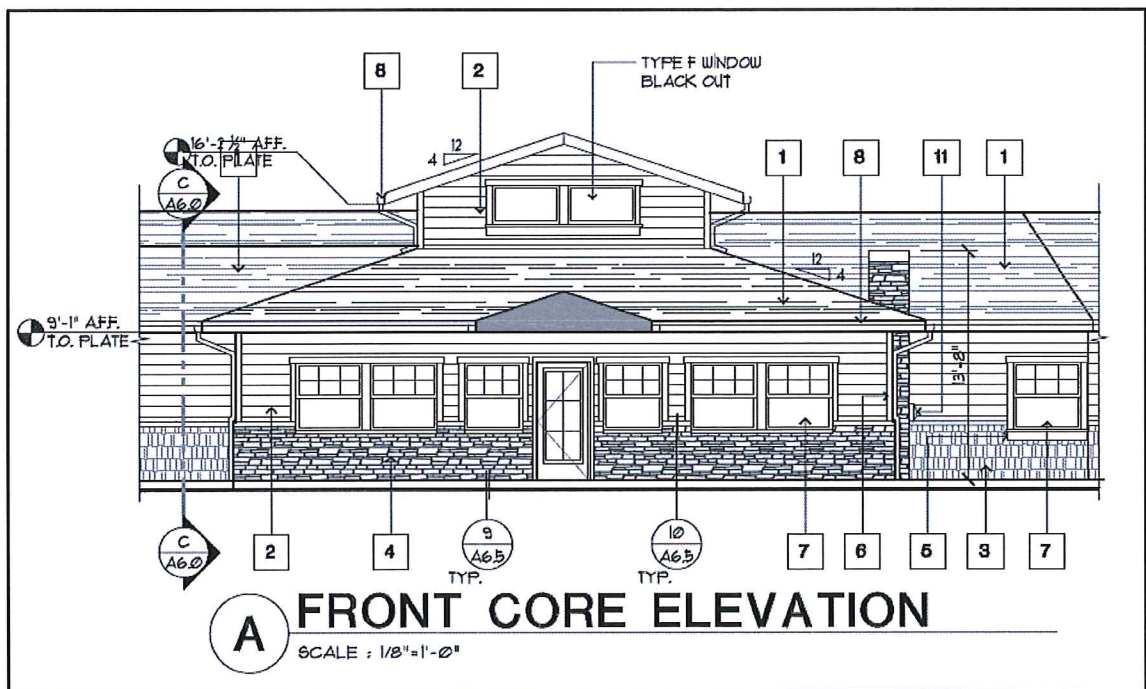 8
2
TYPE F WINDOW
BLACK OUT
16'-2 ½" A.F.F.
T.O. PLATE
12
4
1
1
8
11
1
C
A6.0
12
4
9'-1" A.F.F.
T.O. PLATE
13'-8"
C
A6.0
2
4
9
A6.5
TYP.
10
A6.5
TYP.
7
6
5
3
7
A
FRONT CORE ELEVATION
SCALE : 1/8"=1'-0"